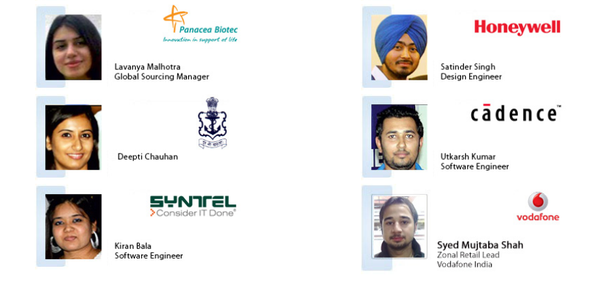 Panacea Biotec
Innovation in support of life
Lavanya Malhotra
Global Sourcing Manager
Honeywell
Satinder Singh
Design Engineer
Deepti Chauhan
cādence™
Utkarsh Kumar
Software Engineer
SYNTEL
Consider IT Done®
Kiran Bala
Software Engineer
vodafone
Syed Mujtaba Shah
Zonal Retail Lead
Vodafone India